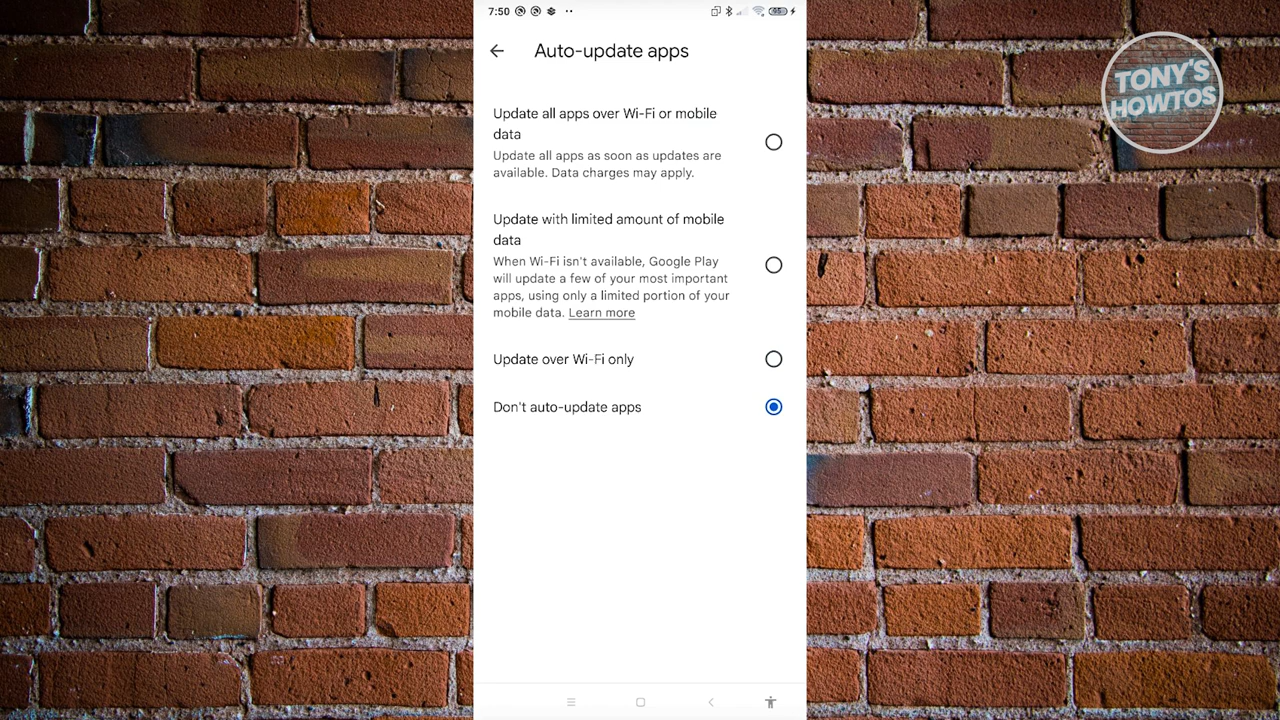 7:50
95
Auto-update apps
TONY'S
HOWTOS
Update all apps over Wi-Fi or mobile
data
Update all apps as soon as updates are
available. Data charges may apply.
Update with limited amount of mobile
data
When Wi-Fi isn't available, Google Play
will update a few of your most important
apps, using only a limited portion of your
mobile data. Learn more
Update over Wi-Fi only
Don't auto-update apps